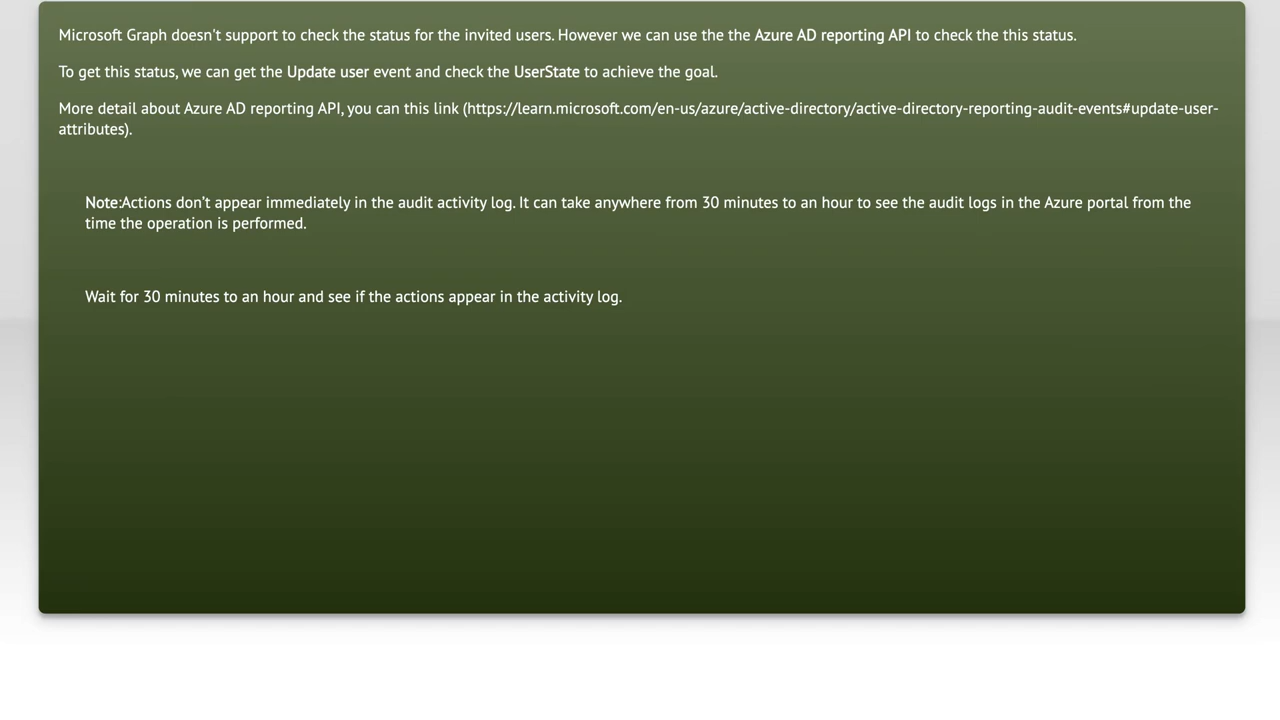 Microsoft Graph doesn't support to check the status for the invited users. However we can use the the Azure AD reporting API to check the this status.
To get this status, we can get the Update user event and check the UserState to achieve the goal.
More detail about Azure AD reporting API, you can this link (https://learn.microsoft.com/en-us/azure/active-directory/active-directory-reporting-audit-events#update-user-
attributes).
Note:Actions don’t appear immediately in the audit activity log. It can take anywhere from 30 minutes to an hour to see the audit logs in the Azure portal from the
time the operation is performed.
Wait for 30 minutes to an hour and see if the actions appear in the activity log.